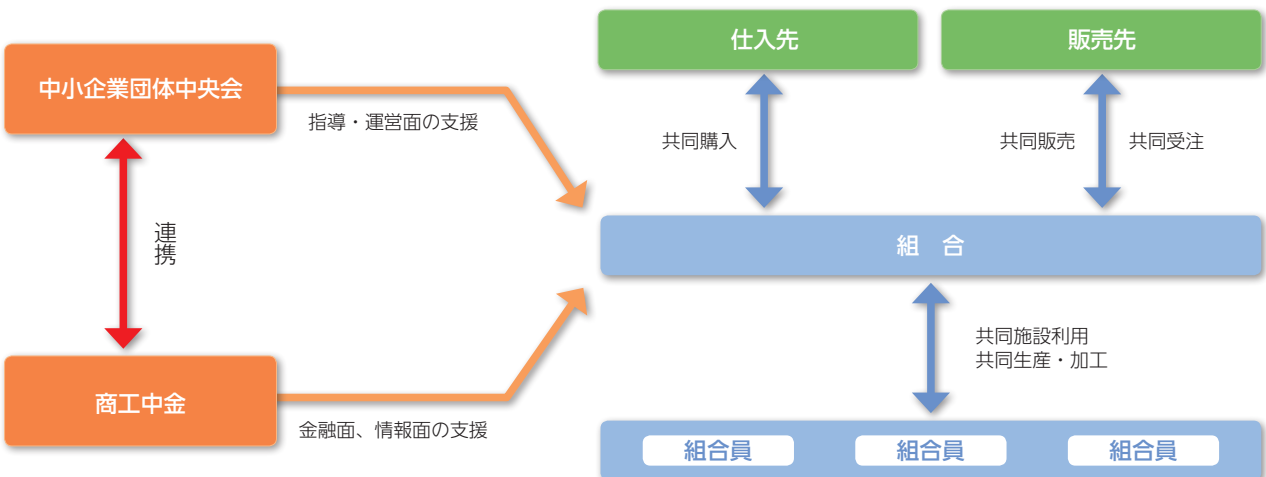 仕入先
販売先
中小企業団体中央会
指導・運営面の支援
共同購入
共同販売
共同受注
連携
組 合
共同施設利用
共同生産・加工
商工中金
金融面、情報面の支援
組合員
組合員
組合員